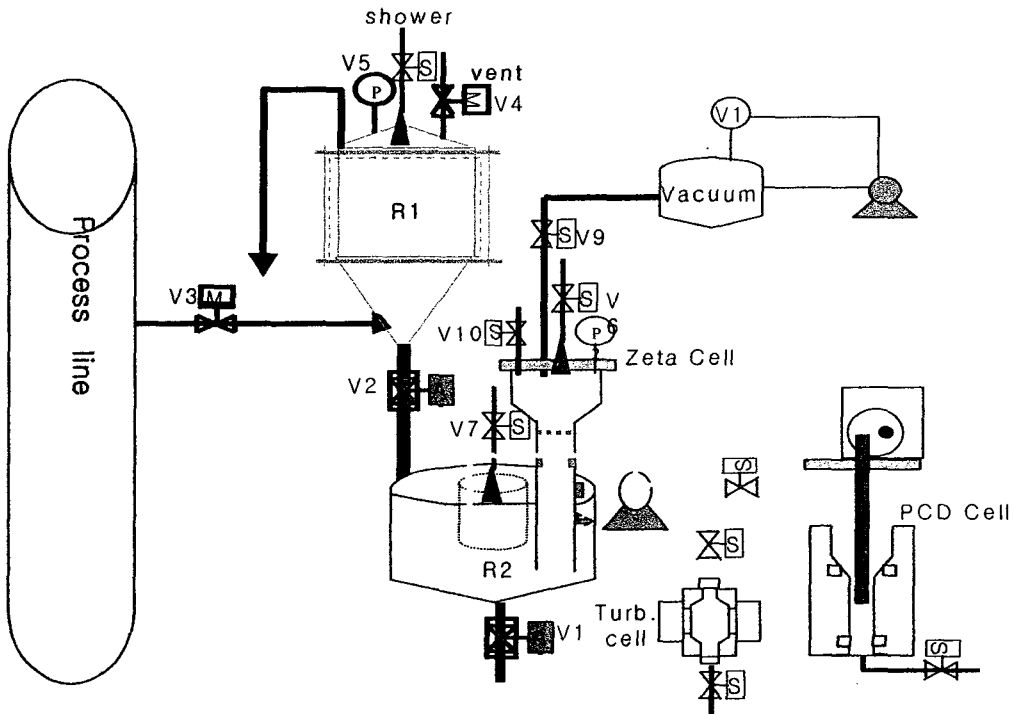 shower
V5
S
vent
P
M
V4
V1
R1
Vacuum
Process line
S
V9
V3
M
S
V
V10
S
P
6
Zeta Cell
V2
V7
S
S
PCD Cell
S
R2
Turb.
cell
V1
S
S